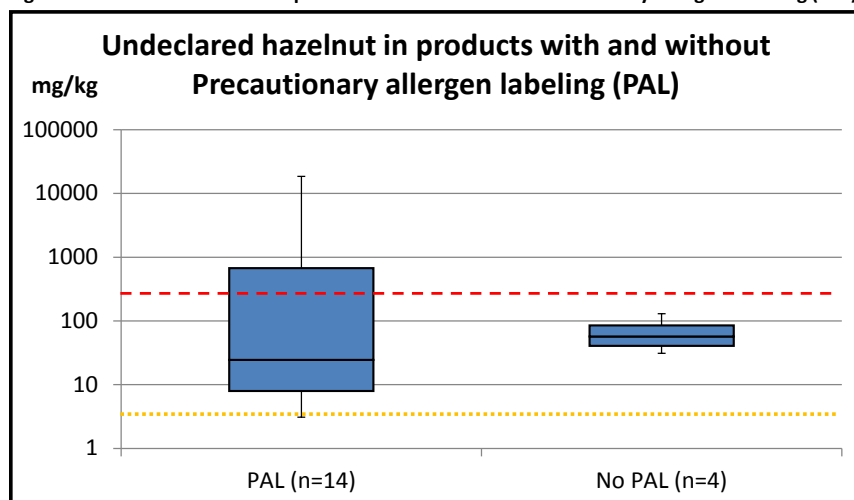 Undeclared hazelnut in products with and without
Precautionary allergen labeling (PAL)
mg/kg
100000
10000
1000
100
10
1
PAL (n=14)
No PAL (n=4)